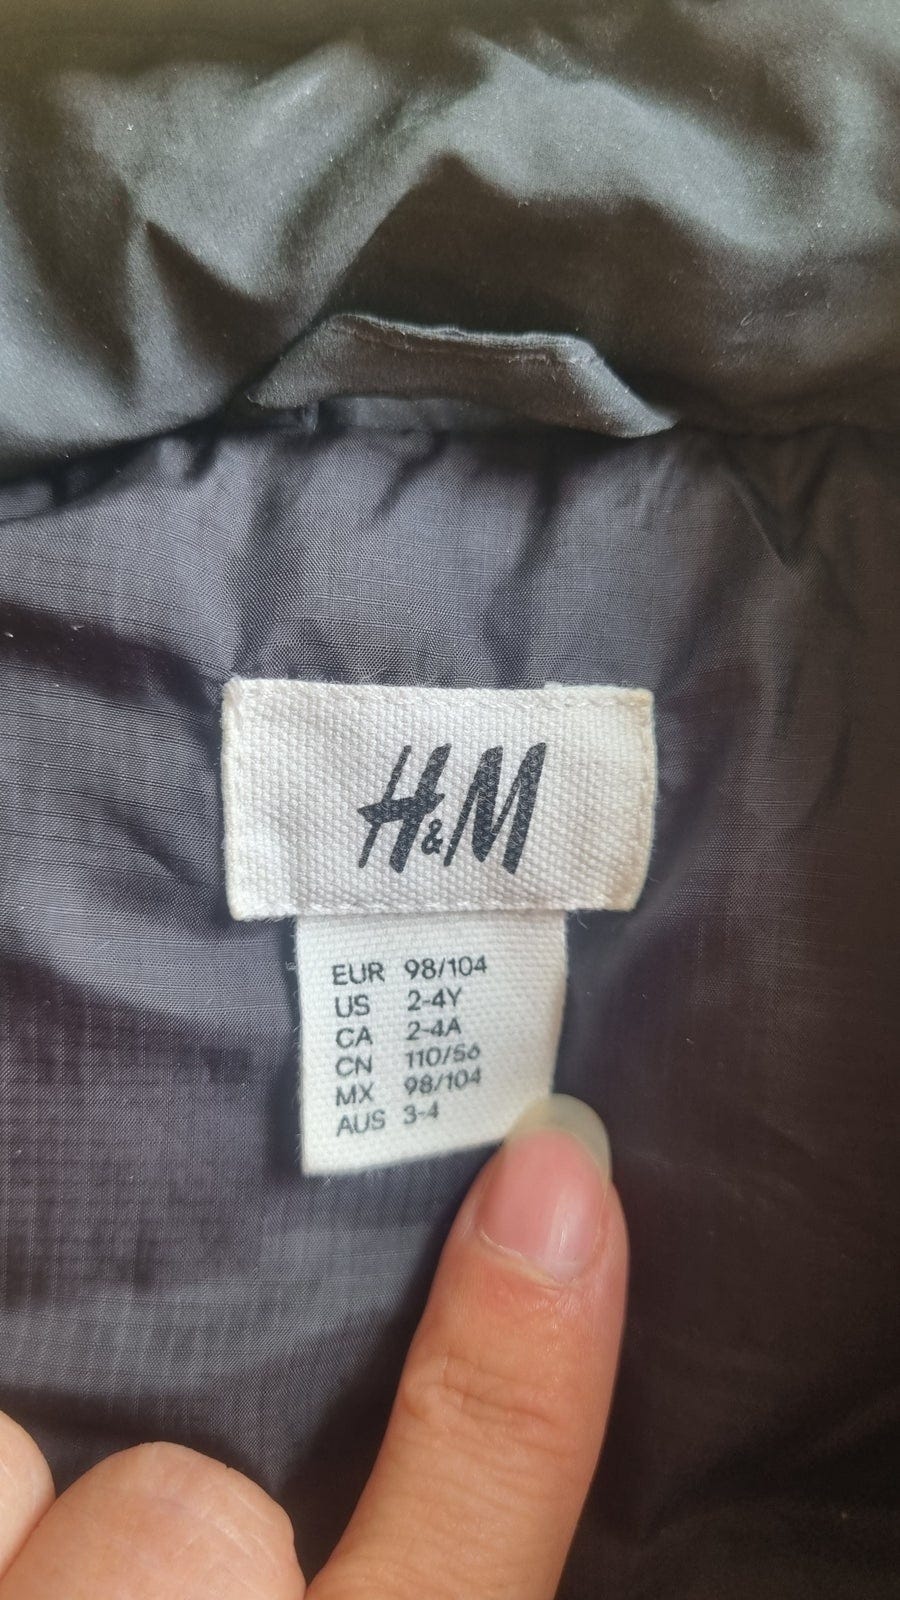 H&M
EUR 98/104
US 2-4Y
CA 2-4A
CN 110/56
MX 98/104
AUS 3-4